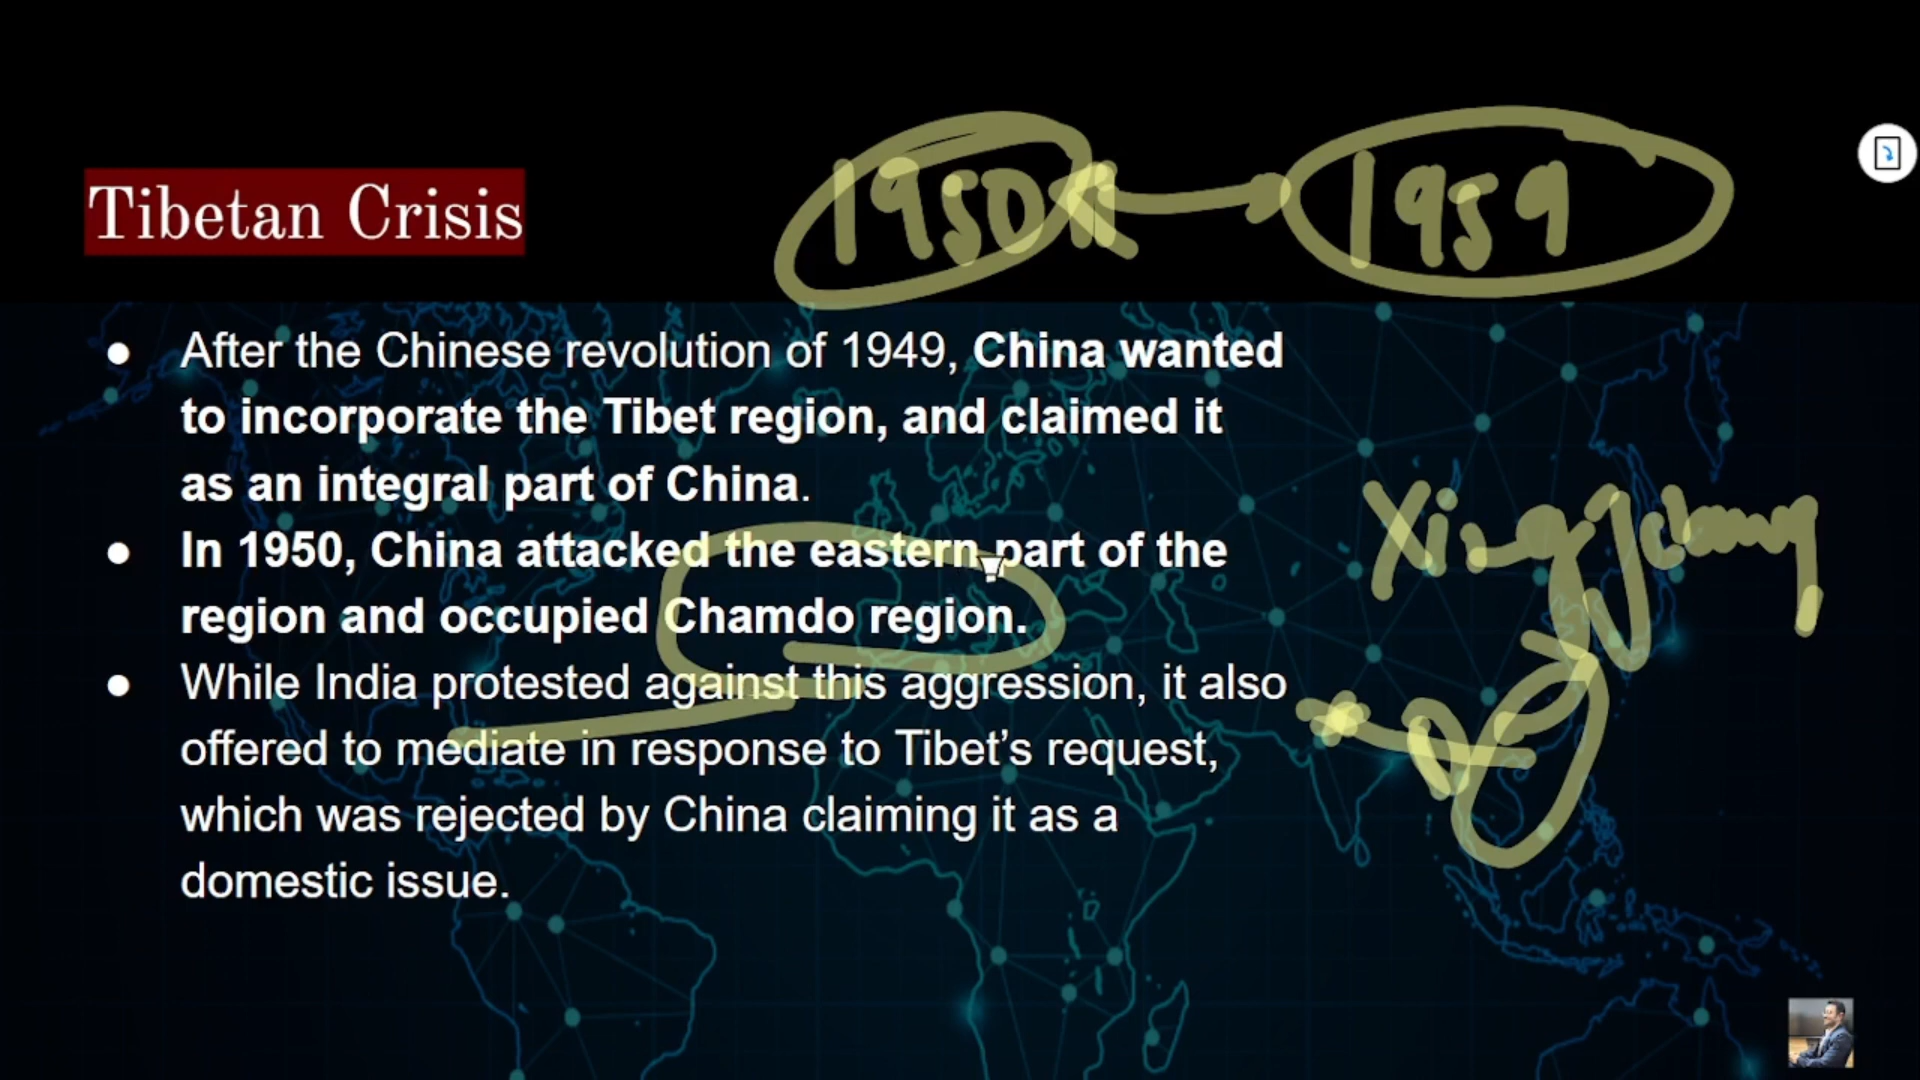 1950 1959
Tibetan Crisis
● After the Chinese revolution of 1949, China wanted
to incorporate the Tibet region, and claimed it
as an integral part of China.
● In 1950, China attacked the eastern part of the
region and occupied Chamdo region.
● While India protested against this aggression, it also
offered to mediate in response to Tibet’s request,
which was rejected by China claiming it as a
domestic issue.